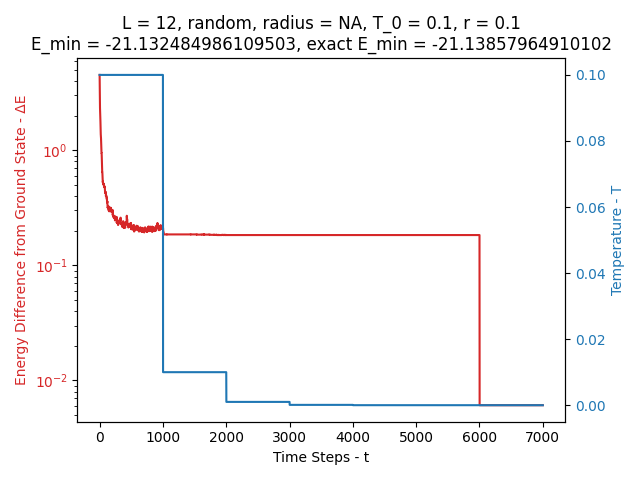 L = 12, random, radius = NA, T_0 = 0.1, r = 0.1
E_min = -21.132484986109503, exact E_min = -21.13857964910102
Energy Difference from Ground State - ΔE
10⁰
10⁻¹
10⁻²
0.10
0.08
0.06
0.04
0.02
0.00
Temperature - T
0 1000 2000 3000 4000 5000 6000 7000
Time Steps - t